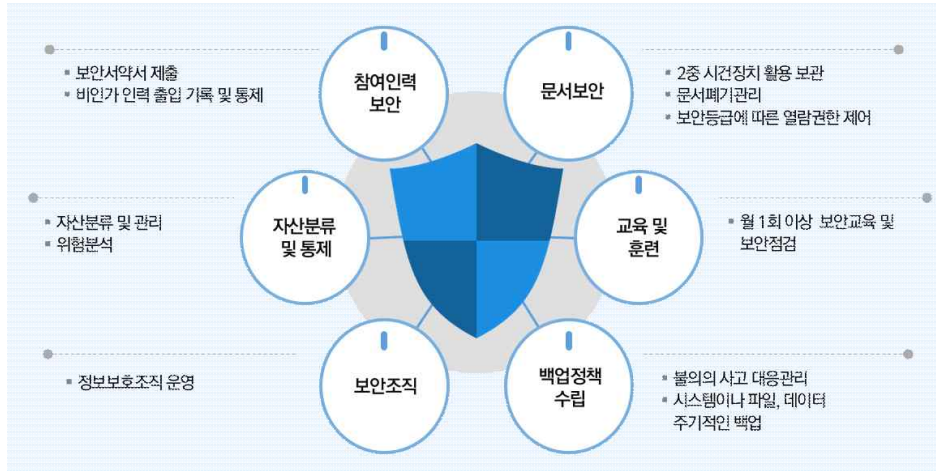 참여인력
보안
▪ 보안서약서 제출
▪ 비인가 인력 출입 기록 및 통제
문서보안
▪ 2중 시건장치 활용 보관
▪ 문서폐기관리
▪ 보안등급에 따른 열람권한 제어
자산분류
및 통제
▪ 자산분류 및 관리
▪ 위험분석
교육 및
훈련
▪ 월 1회 이상 보안교육 및
보안점검
보안조직
▪ 정보보호조직 운영
백업정책
수립
▪ 불의의 사고 대응관리
▪ 시스템이나 파일, 데이터
주기적인 백업